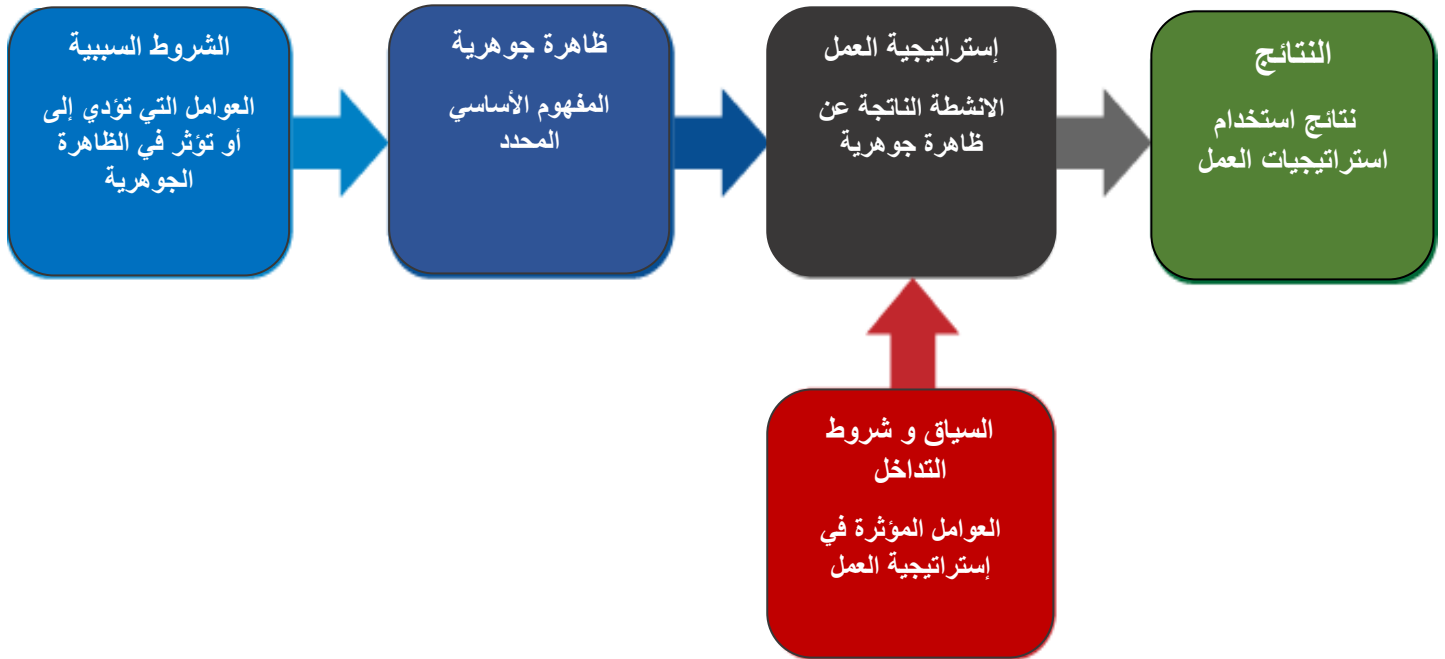 الشروط السببية
العوامل التي تؤدي إلى
أو تؤثر في الظاهرة
الجوهرية
ظاهرة جوهرية
المفهوم الأساسي
المحدد
إستراتيجية العمل
الانشطة الناتجة عن
ظاهرة جوهرية
النتائج
نتائج استخدام
استراتيجيات العمل
السياق و شروط
التداخل
العوامل المؤثرة في
إستراتيجية العمل